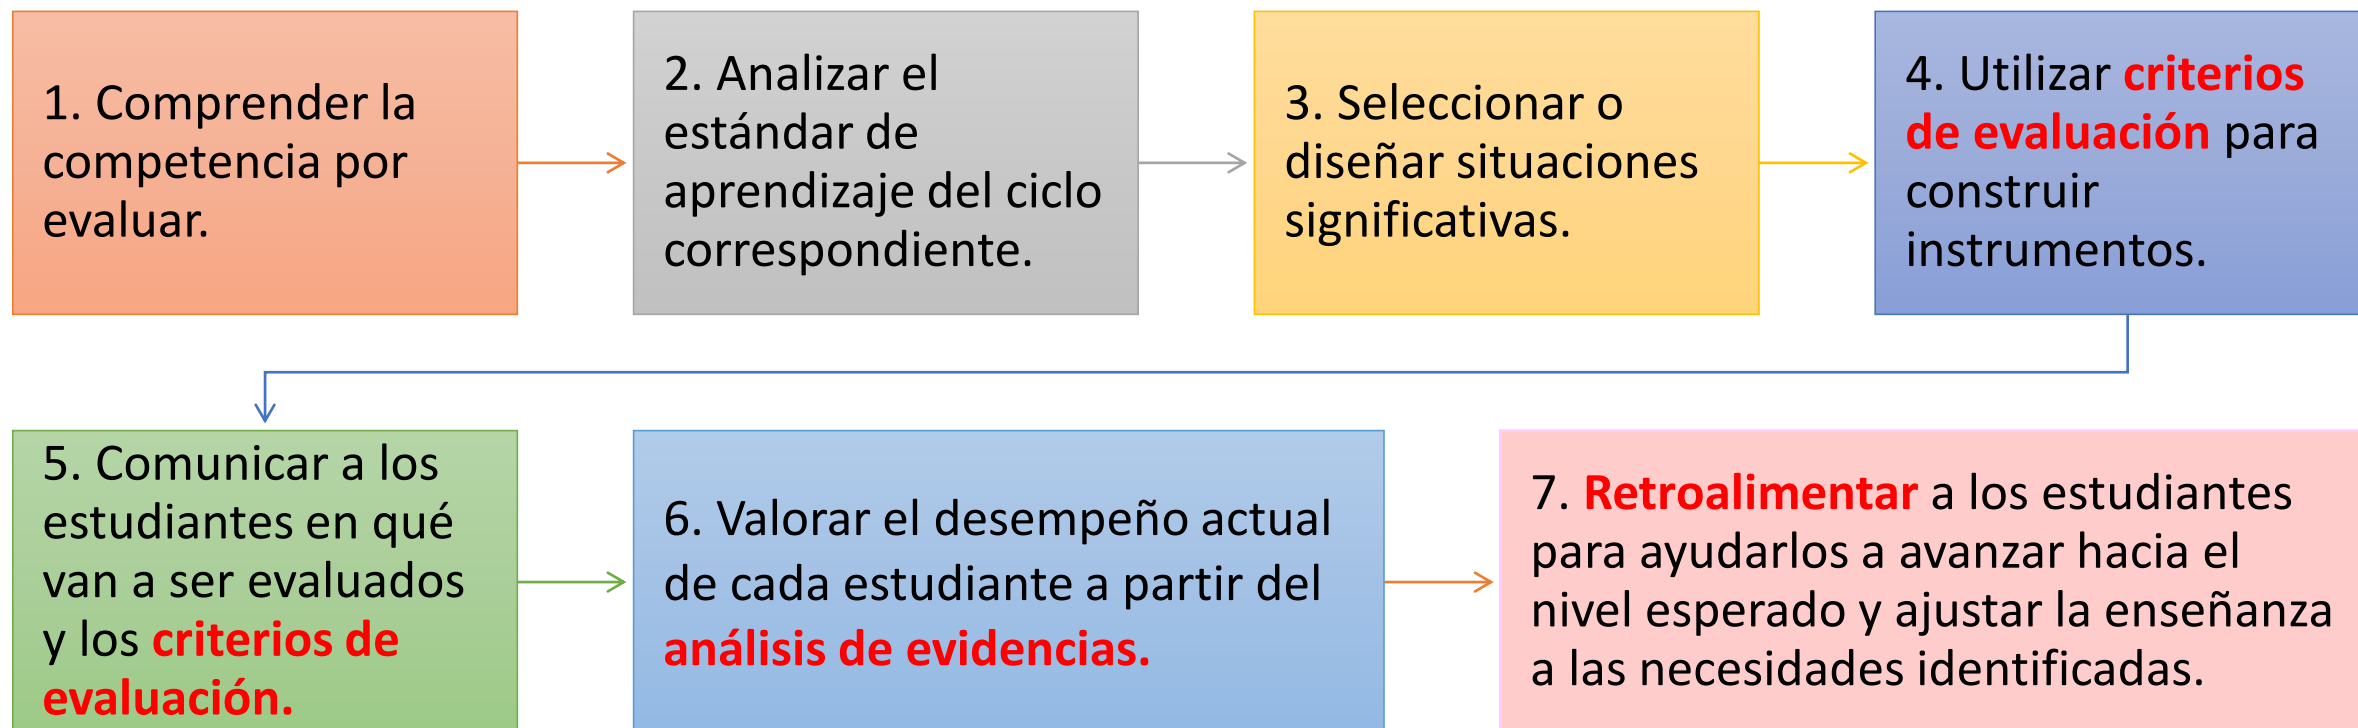 1. Comprender la
competencia por
evaluar.
2. Analizar el
estándar de
aprendizaje del ciclo
correspondiente.
3. Seleccionar o
diseñar situaciones
significativas.
4. Utilizar criterios
de evaluación para
construir
instrumentos.
5. Comunicar a los
estudiantes en qué
van a ser evaluados
y los criterios de
evaluación.
6. Valorar el desempeño actual
de cada estudiante a partir del
análisis de evidencias.
7. Retroalimentar a los estudiantes
para ayudarlos a avanzar hacia el
nivel esperado y ajustar la enseñanza
a las necesidades identificadas.